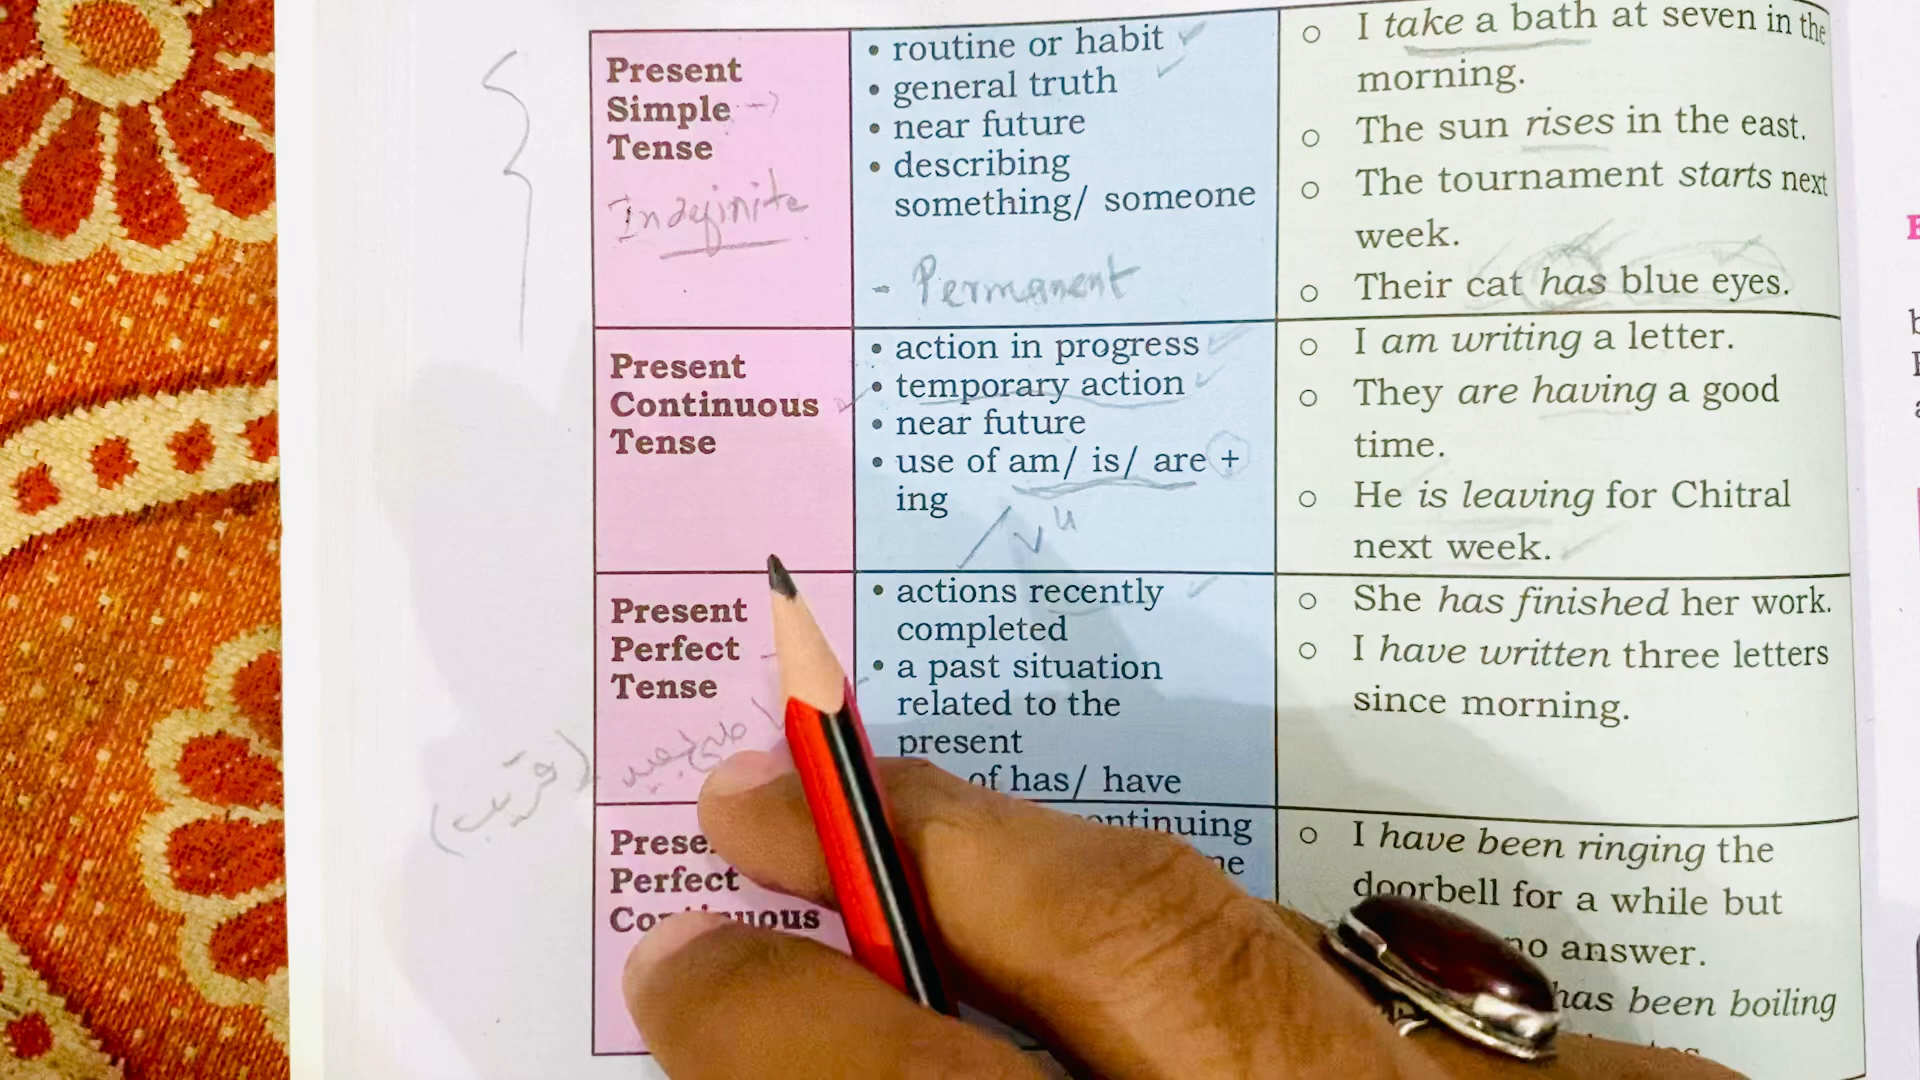 Present
Simple
Tense
Indefinite
• routine or habit
• general truth
• near future
• describing
something/ someone
- Permanent
o I take a bath at seven in the
morning.
o The sun rises in the east.
o The tournament starts next
week.
o Their cat has blue eyes.
Present
Continuous
Tense
• action in progress
• temporary action
• near future
• use of am/ is/ are +
ing
o I am writing a letter.
o They are having a good
time.
o He is leaving for Chitral
next week.
Present
Perfect
Tense
(قریب)
• actions recently
completed
• a past situation
related to the
present
of has/ have
o She has finished her work.
o I have written three letters
since morning.
Perfect
o I have been ringing the
doorbell for a while but
no answer.
has been boiling